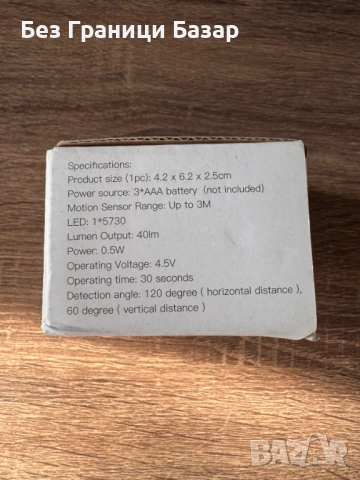 Без Граници Базар
Specifications:
Product size (1pc): 4.2 x 6.2 x 2.5cm
Power source: 3*AAA battery (not included)
Motion Sensor Range: Up to 3M
LED: 1*5730
Lumen Output: 40lm
Power: 0.5W
Operating Voltage: 4.5V
Operating time: 30 seconds
Detection angle: 120 degree ( horizontal distance ),
60 degree ( vertical distance )
BAZAR